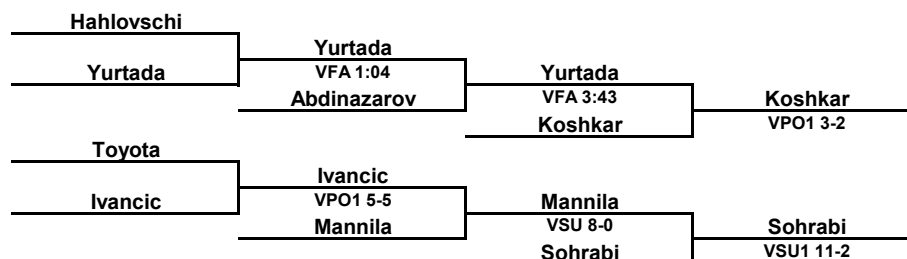 Hahlovschi
Yurtada
Yurtada
VFA 1:04
Abdinazarov
Yurtada
VFA 3:43
Koshkar
Koshkar
VPO1 3-2
Toyota
Ivancic
Ivancic
VPO1 5-5
Mannila
Mannila
VSU 8-0
Sohrabi
Sohrabi
VSU1 11-2